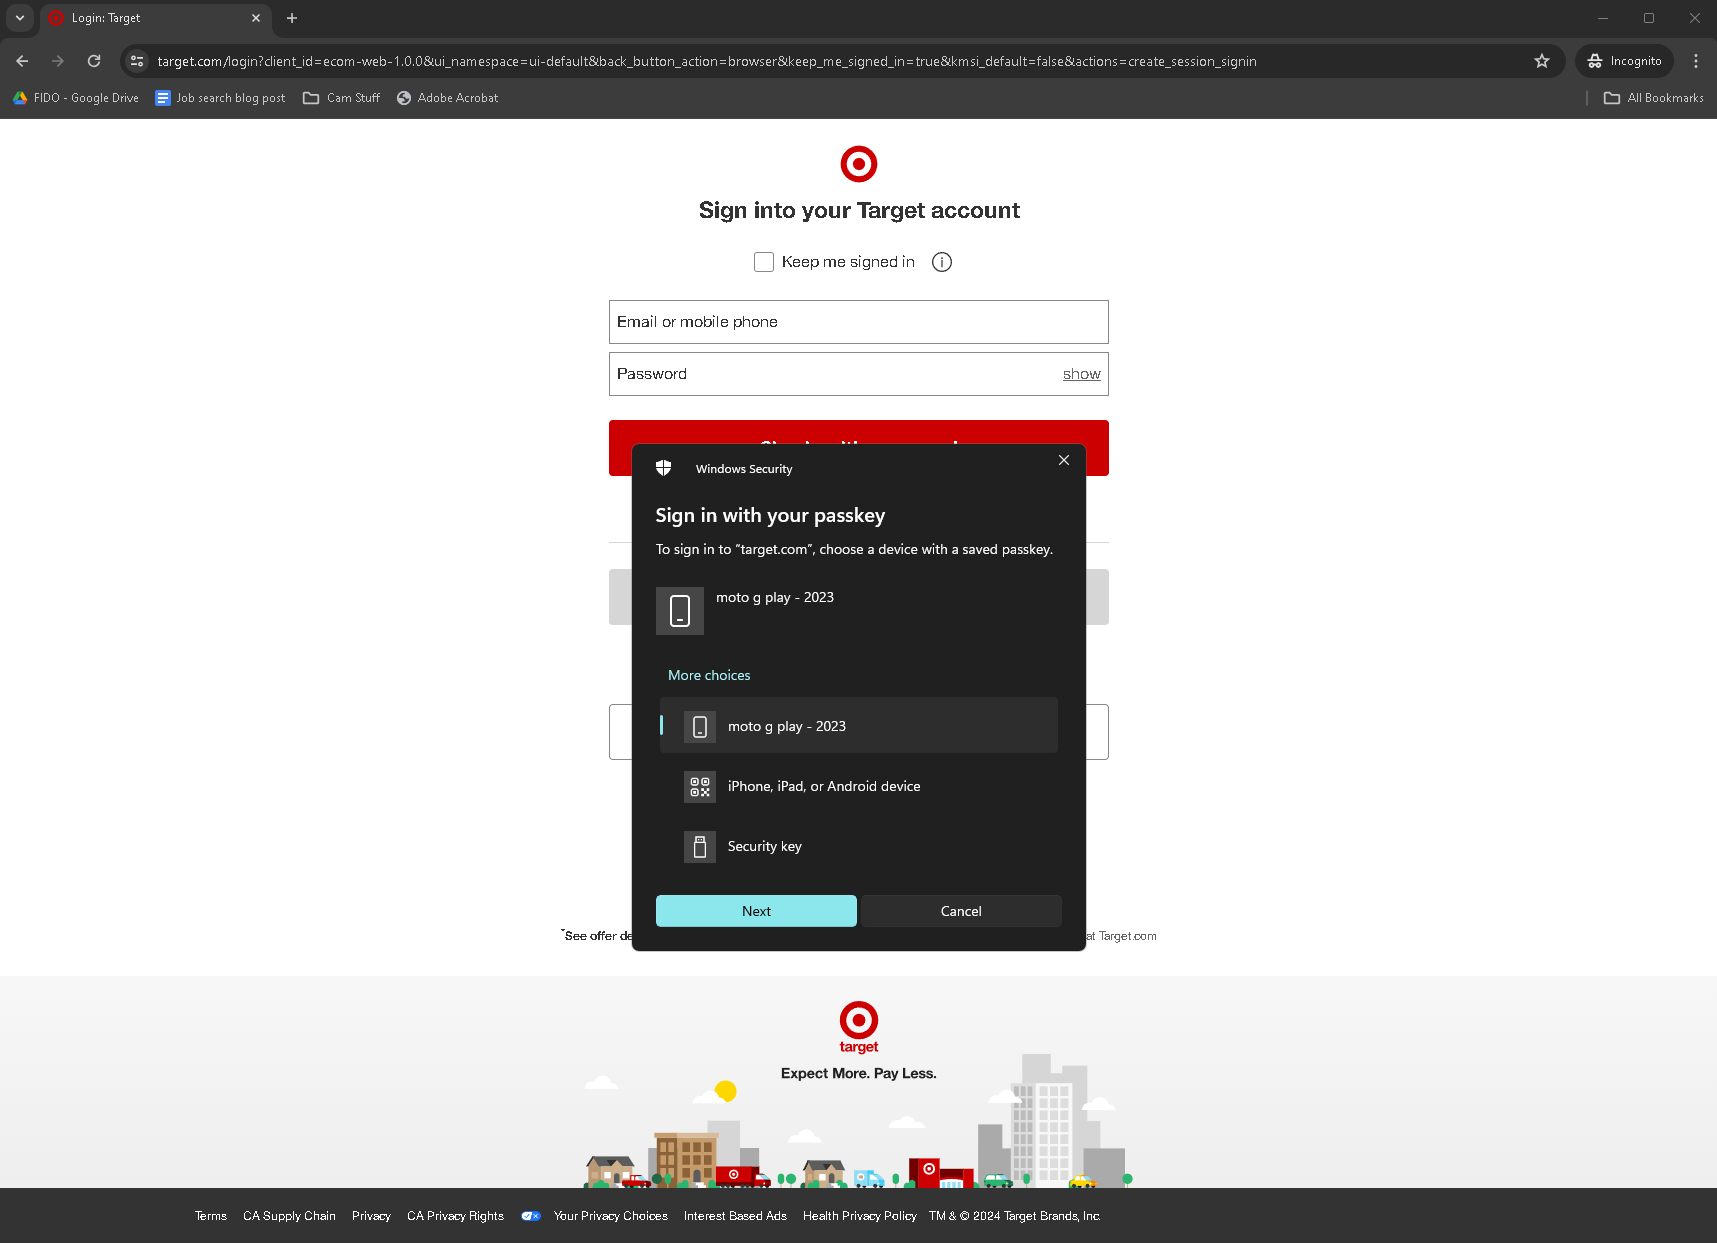 Login: Target
target.com/login?client_id=ecom-web-1.0.0&ui_namespace=ui-default&back_button_action=browser&keep_me_signed_in=true&kmsi_default=false&actions=create_session_signin
Incognito
FIDO - Google Drive
Job search blog post
Cam Stuff
Adobe Acrobat
All Bookmarks
Sign into your Target account
Keep me signed in
Email or mobile phone
Password
show
Windows Security
Sign in with your passkey
To sign in to “target.com”, choose a device with a saved passkey.
moto g play - 2023
More choices
moto g play - 2023
iPhone, iPad, or Android device
Security key
Next
Cancel
*See offer
at Target.com
target
Expect More. Pay Less.
Terms
CA Supply Chain
Privacy
CA Privacy Rights
Your Privacy Choices
Interest Based Ads
Health Privacy Policy
TM & © 2024 Target Brands, Inc.